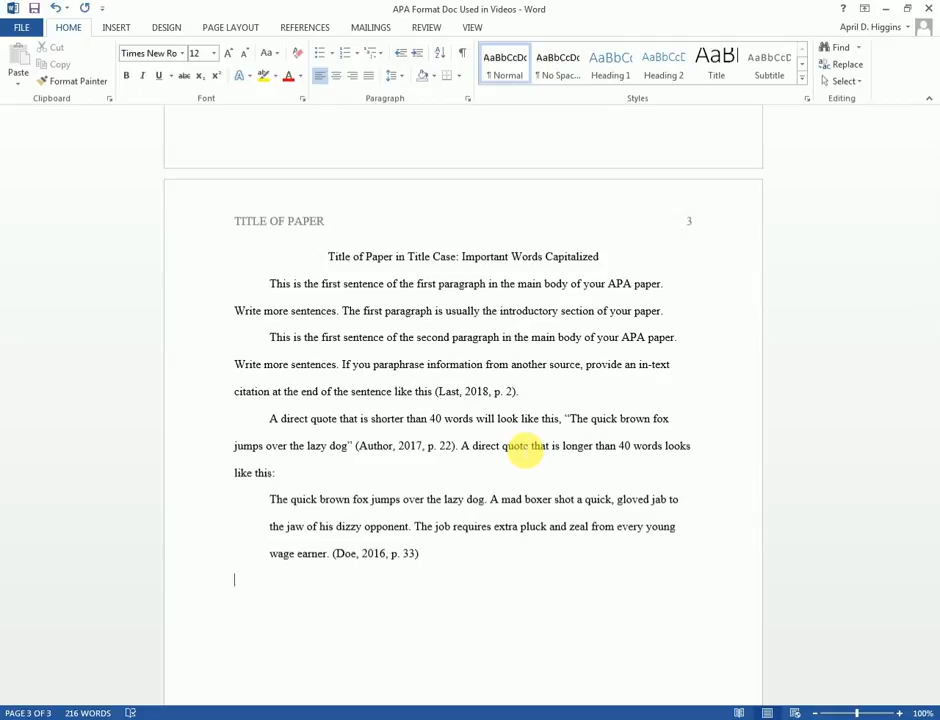 APA Format Doc Used in Videos - Word
FILE HOME INSERT DESIGN PAGE LAYOUT REFERENCES MAILINGS REVIEW VIEW April D. Higgins
Paste
Cut
Copy
Format Painter
Clipboard
Times New Ro 12
Font
Paragraph
AaBbCcDc AaBbCcDc AaBbCc AaBbCc AaB AaBbCcD
¶ Normal ¶ No Spac... Heading 1 Heading 2 Title Subtitle
Styles
Find
Replace
Select
Editing
TITLE OF PAPER 3
Title of Paper in Title Case: Important Words Capitalized
This is the first sentence of the first paragraph in the main body of your APA paper.
Write more sentences. The first paragraph is usually the introductory section of your paper.
This is the first sentence of the second paragraph in the main body of your APA paper.
Write more sentences. If you paraphrase information from another source, provide an in-text
citation at the end of the sentence like this (Last, 2018, p. 2).
A direct quote that is shorter than 40 words will look like this, “The quick brown fox
jumps over the lazy dog” (Author, 2017, p. 22). A direct quote that is longer than 40 words looks
like this:
The quick brown fox jumps over the lazy dog. A mad boxer shot a quick, gloved jab to
the jaw of his dizzy opponent. The job requires extra pluck and zeal from every young
wage earner. (Doe, 2016, p. 33)
PAGE 3 OF 3 216 WORDS 100%